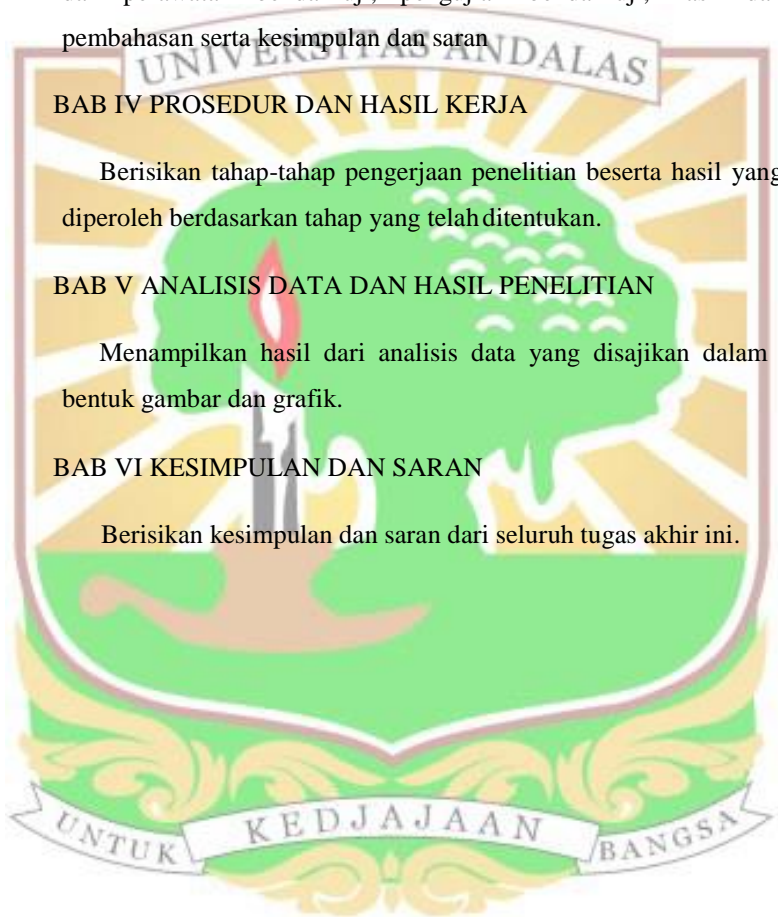 pembahasan serta kesimpulan dan saran
UNIVERSITAS ANDALAS
BAB IV PROSEDUR DAN HASIL KERJA
Berisikan tahap-tahap pengerjaan penelitian beserta hasil yang
diperoleh berdasarkan tahap yang telah ditentukan.
BAB V ANALISIS DATA DAN HASIL PENELITIAN
Menampilkan hasil dari analisis data yang disajikan dalam
bentuk gambar dan grafik.
BAB VI KESIMPULAN DAN SARAN
Berisikan kesimpulan dan saran dari seluruh tugas akhir ini.
UNTUK KEDJAJAAN BANGSA